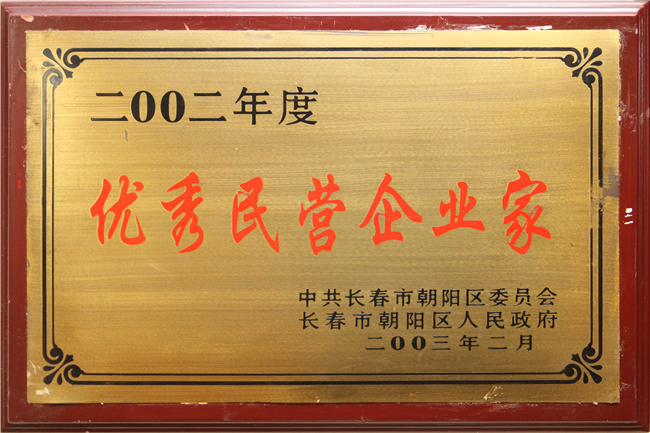 二00二年度
优秀民营企业家
中共长春市朝阳区委员会
长春市朝阳区人民政府
二00三年二月